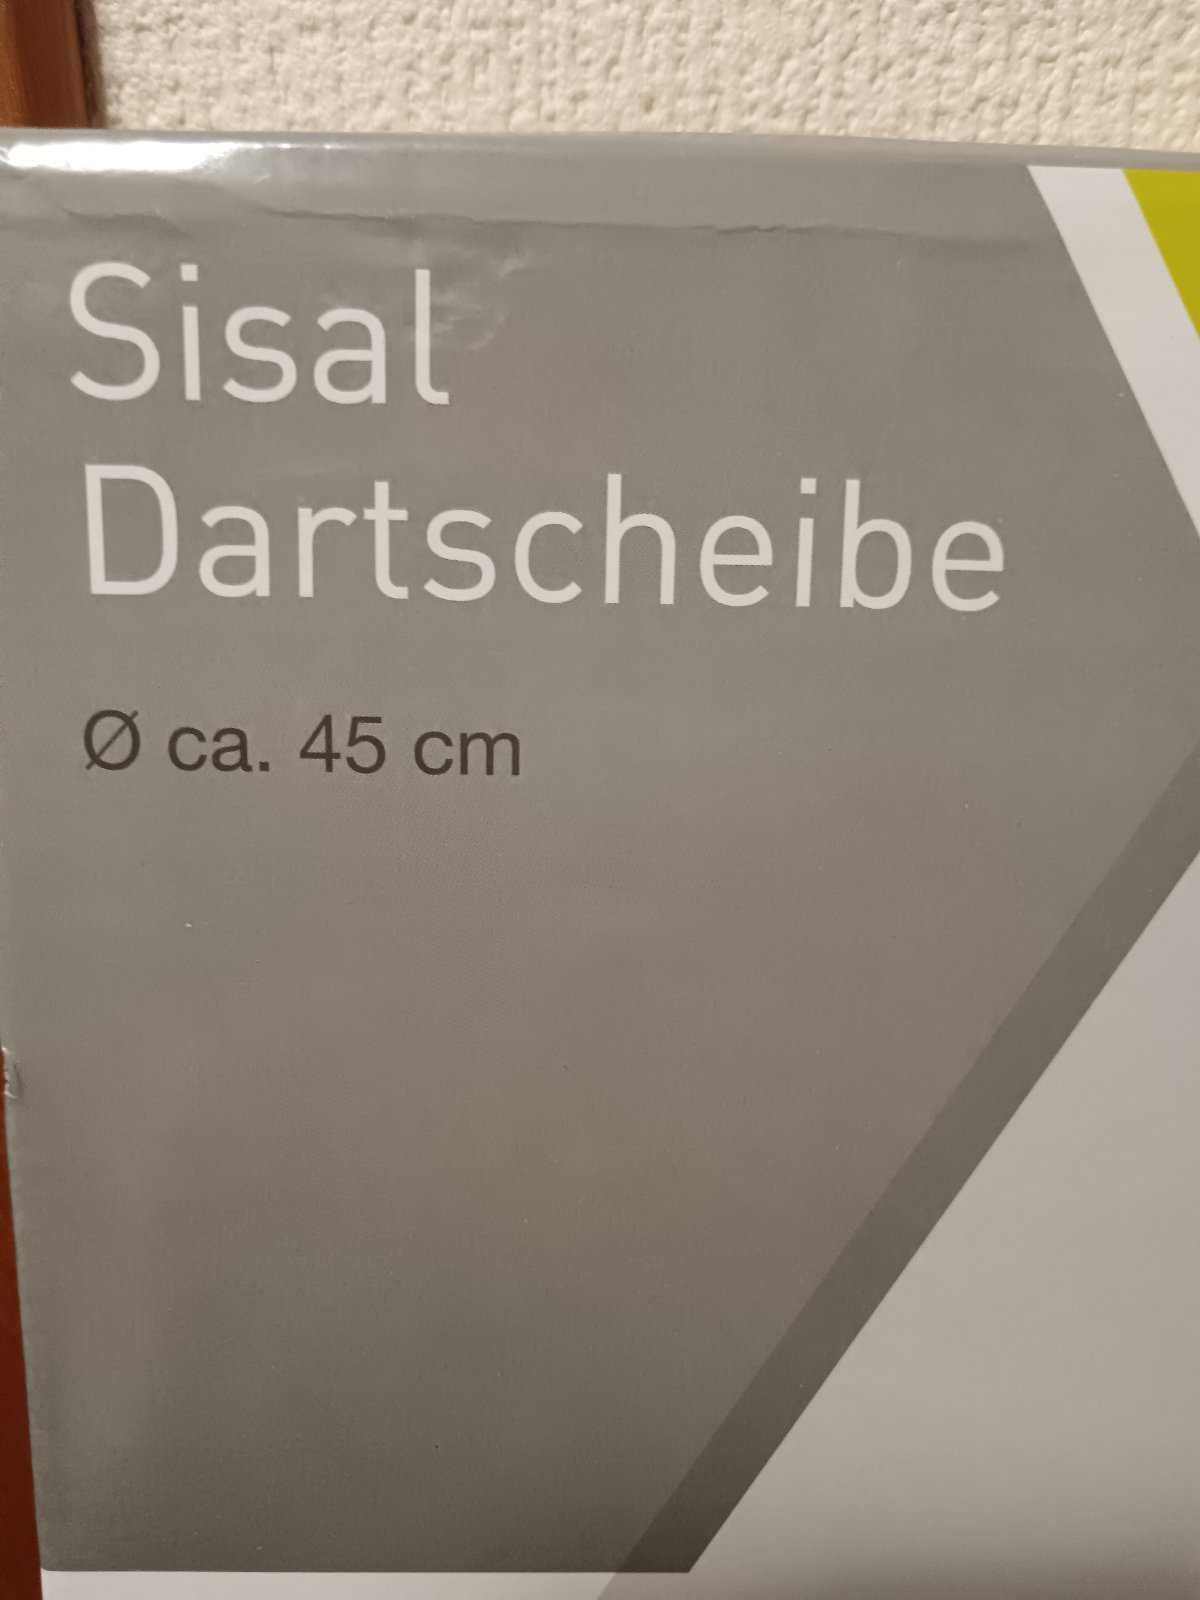 Sisal
Dartscheibe
Ø ca. 45 cm